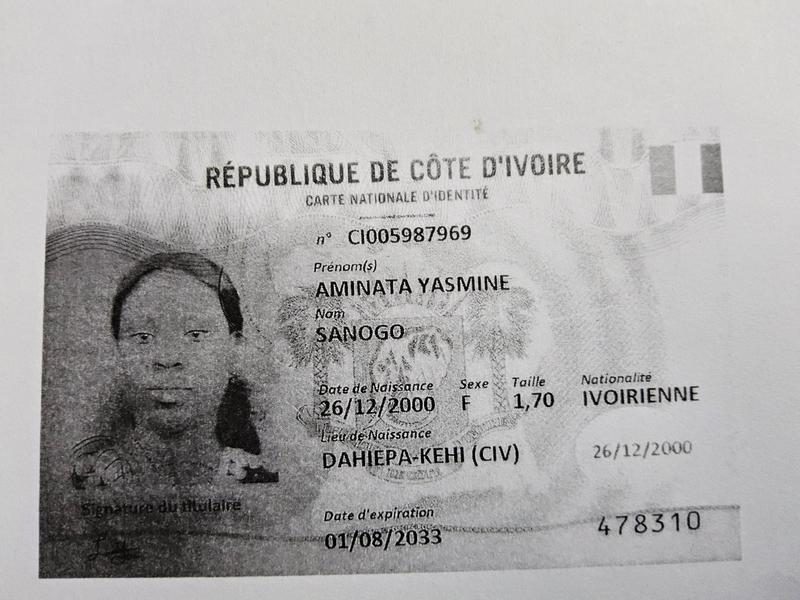 RÉPUBLIQUE DE CÔTE D'IVOIRE
CARTE NATIONALE D'IDENTITÉ
n° CI005987969
Prénom(s)
AMINATA YASMINE
Nom
SANOGO
Date de Naissance Sexe Taille Nationalité
26/12/2000 F 1,70 IVOIRIENNE
Lieu de Naissance
DAHIEPA-KEHI (CIV)
26/12/2000
Signature du titulaire
Date d'expiration
01/08/2033
478310